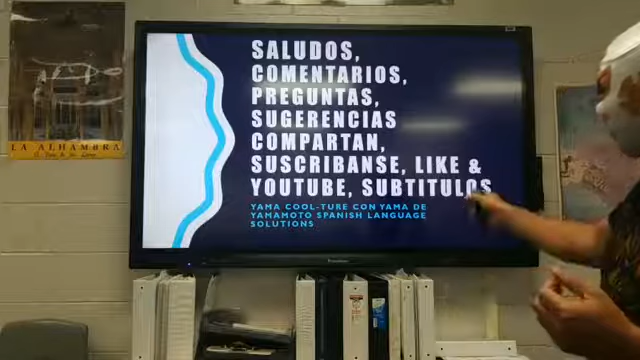 SALUDOS,
COMENTARIOS,
PREGUNTAS,
SUGERENCIAS
COMPARTAN,
SUSCRIBANSE, LIKE &
YOUTUBE, SUBTITULOS
YAMA COOL-TURE CON YAMA DE
YAMAMOTO SPANISH LANGUAGE
SOLUTIONS
LA ALHAMBRA